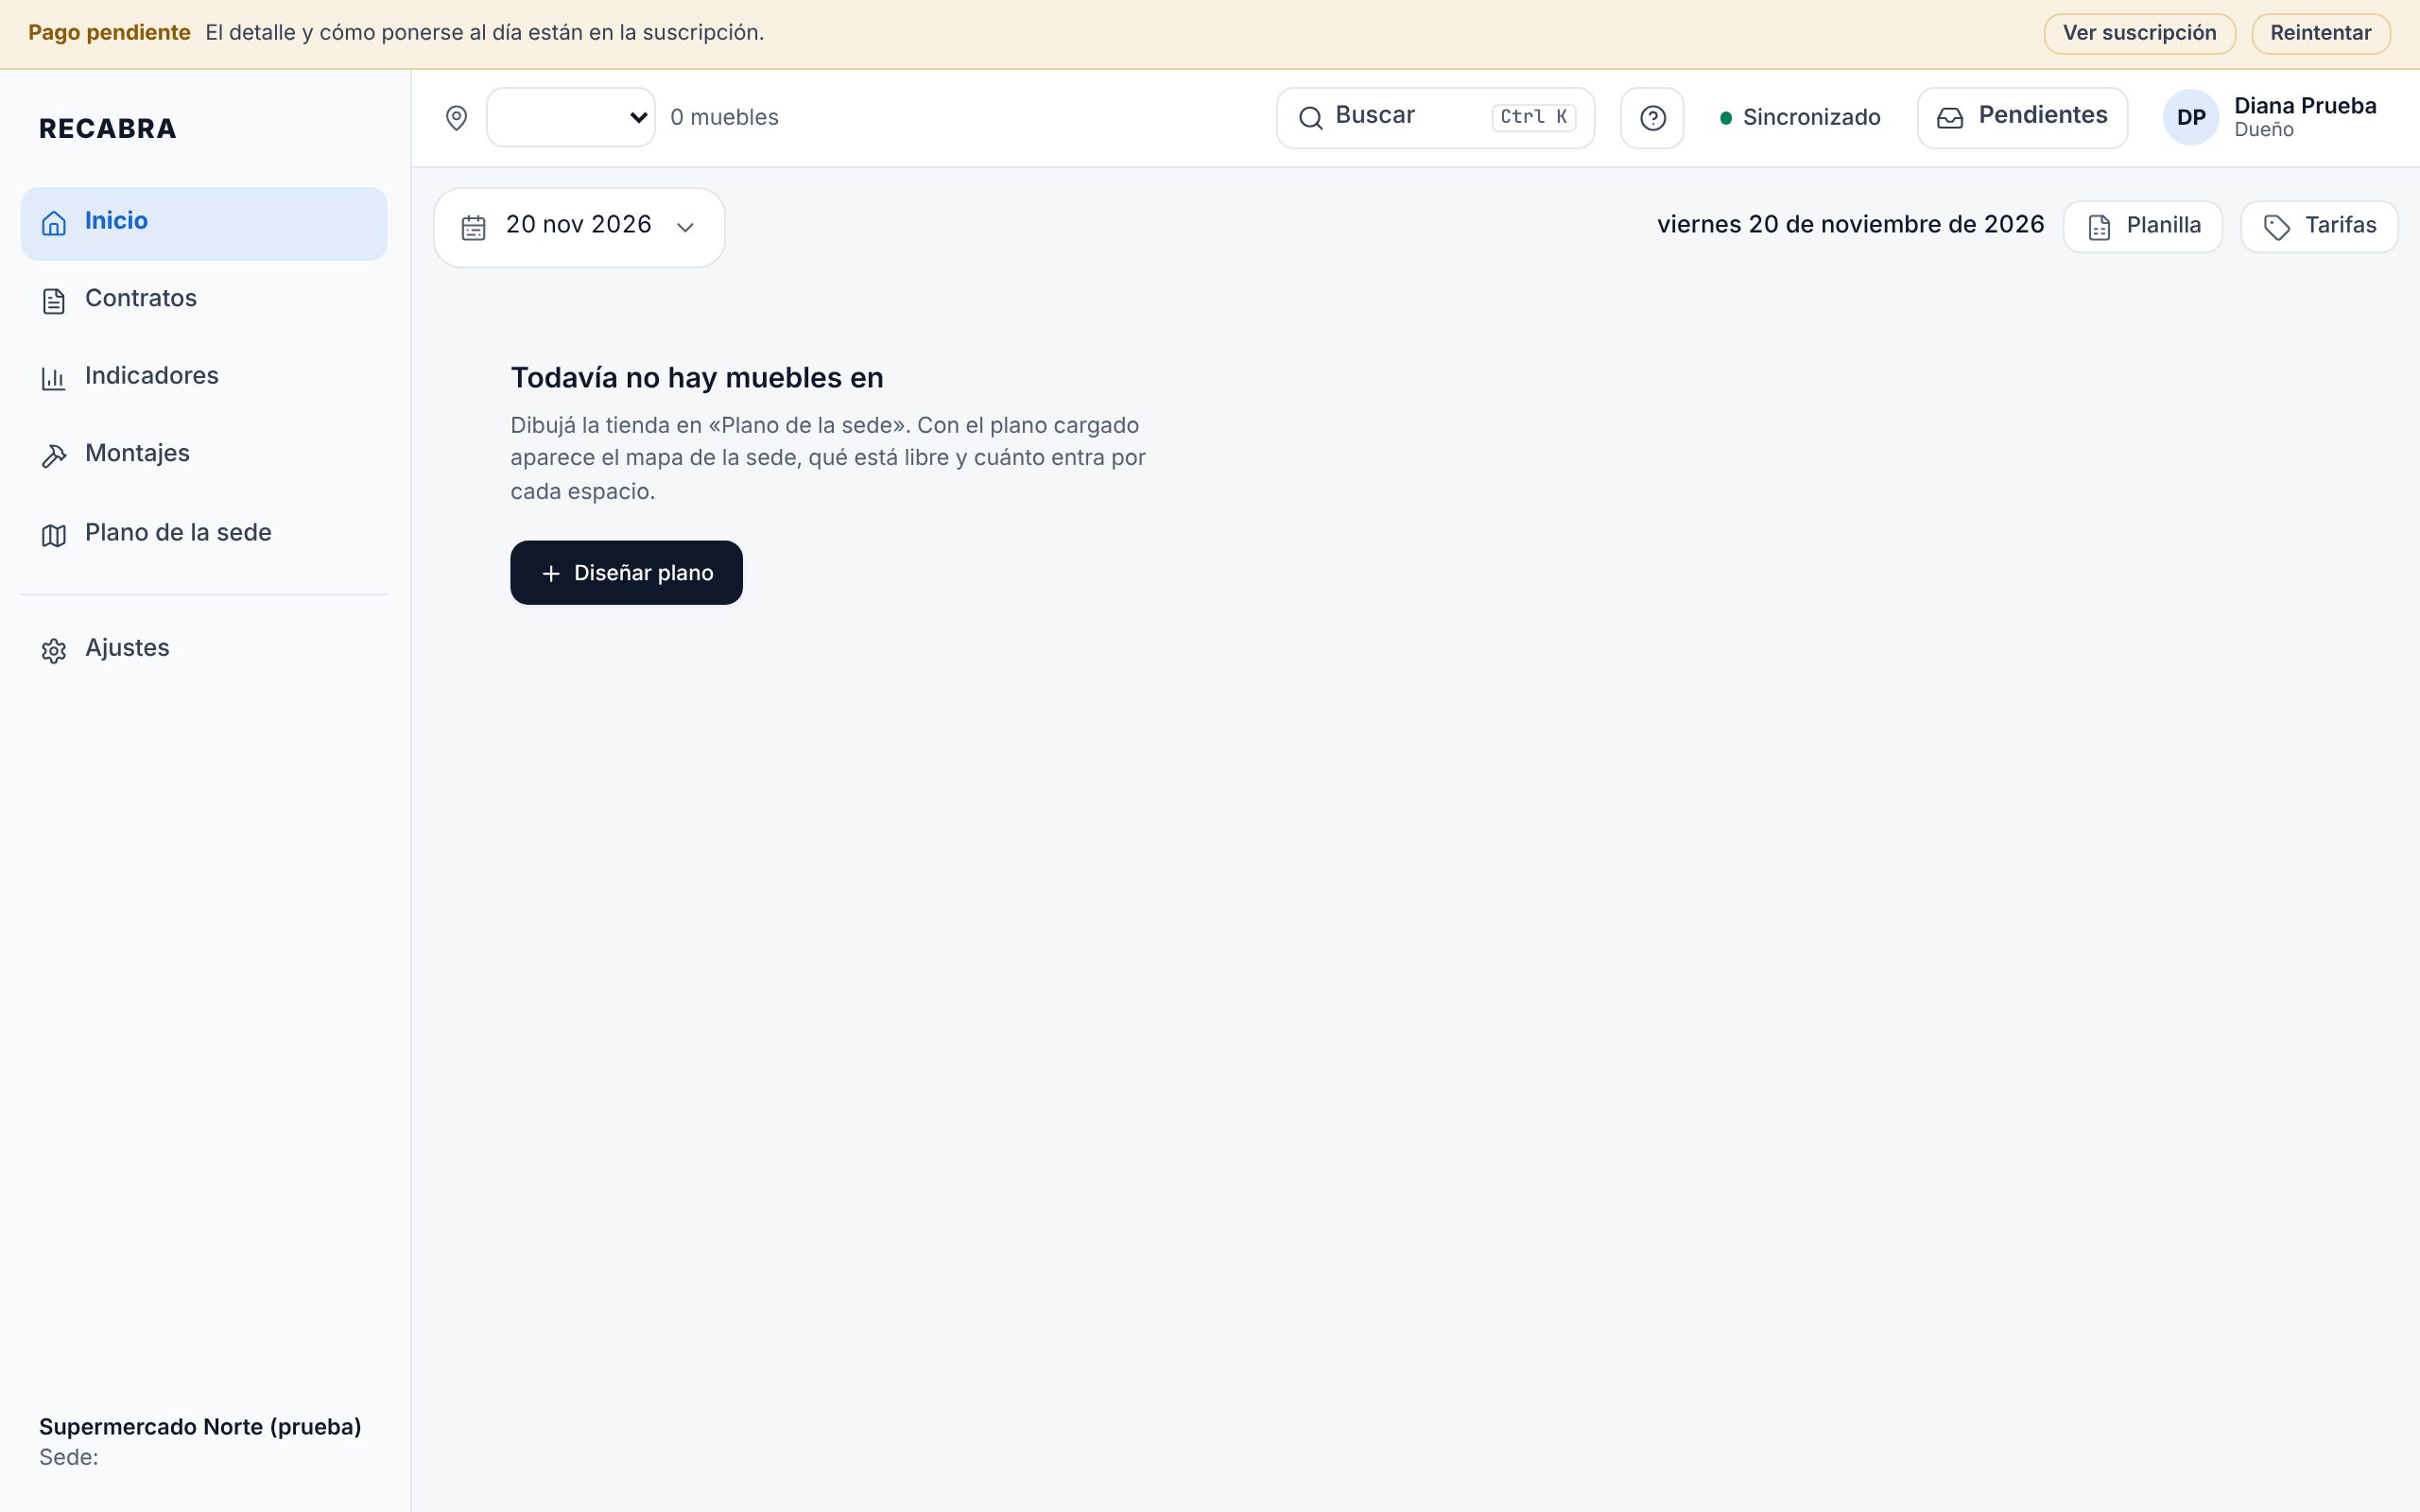 Pago pendiente El detalle y cómo ponerse al día están en la suscripción. Ver suscripción Reintentar
RECABRA
Inicio
Contratos
Indicadores
Montajes
Plano de la sede
Ajustes
Supermercado Norte (prueba)
Sede:
0 muebles Buscar Ctrl K Sincronizado Pendientes DP Diana Prueba
Dueño
20 nov 2026 viernes 20 de noviembre de 2026 Planilla Tarifas
Todavía no hay muebles en
Dibujá la tienda en «Plano de la sede». Con el plano cargado
aparece el mapa de la sede, qué está libre y cuánto entra por
cada espacio.
Diseñar plano